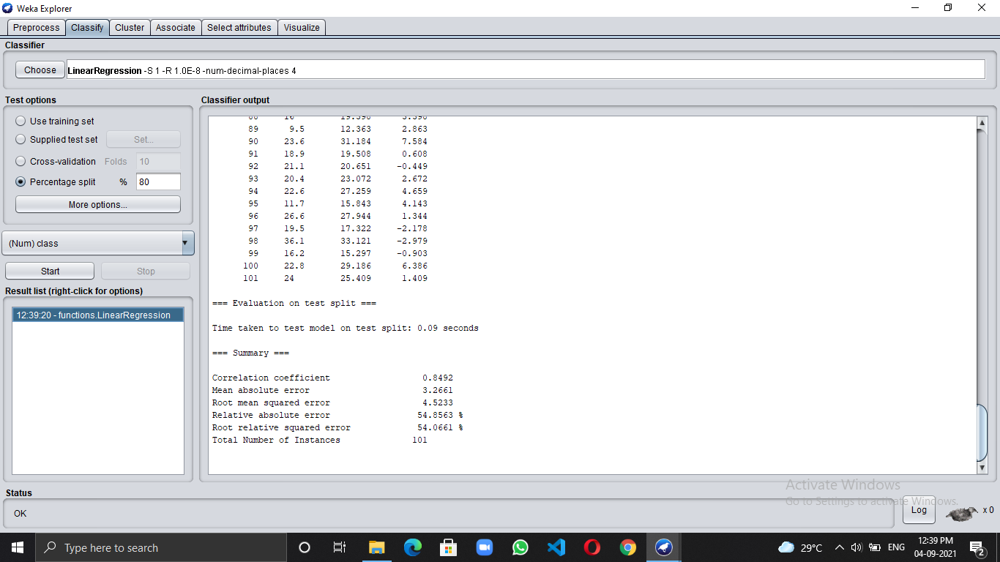 Weka Explorer
Preprocess Classify Cluster Associate Select attributes Visualize
Classifier
Choose LinearRegression -S 1 -R 1.0E-8 -num-decimal-places 4
Test options
Use training set
Supplied test set Set...
Cross-validation Folds 10
Percentage split % 80
More options...
(Num) class
Start Stop
Result list (right-click for options)
12:39:20 - functions.LinearRegression
Classifier output
89 9.5 12.363 2.863
90 23.6 31.184 7.584
91 18.9 19.508 0.608
92 21.1 20.651 -0.449
93 20.4 23.072 2.672
94 22.6 27.259 4.659
95 11.7 15.843 4.143
96 26.6 27.944 1.344
97 19.5 17.322 -2.178
98 36.1 33.121 -2.979
99 16.2 15.297 -0.903
100 22.8 29.186 6.386
101 24 25.409 1.409
=== Evaluation on test split ===
Time taken to test model on test split: 0.09 seconds
=== Summary ===
Correlation coefficient 0.8492
Mean absolute error 3.2661
Root mean squared error 4.5233
Relative absolute error 54.8563 %
Root relative squared error 54.0661 %
Total Number of Instances 101
Status
OK
Activate Windows
Go to Settings to activate Windows.
Log x 0
Type here to search
29°C ENG 12:39 PM
04-09-2021
2